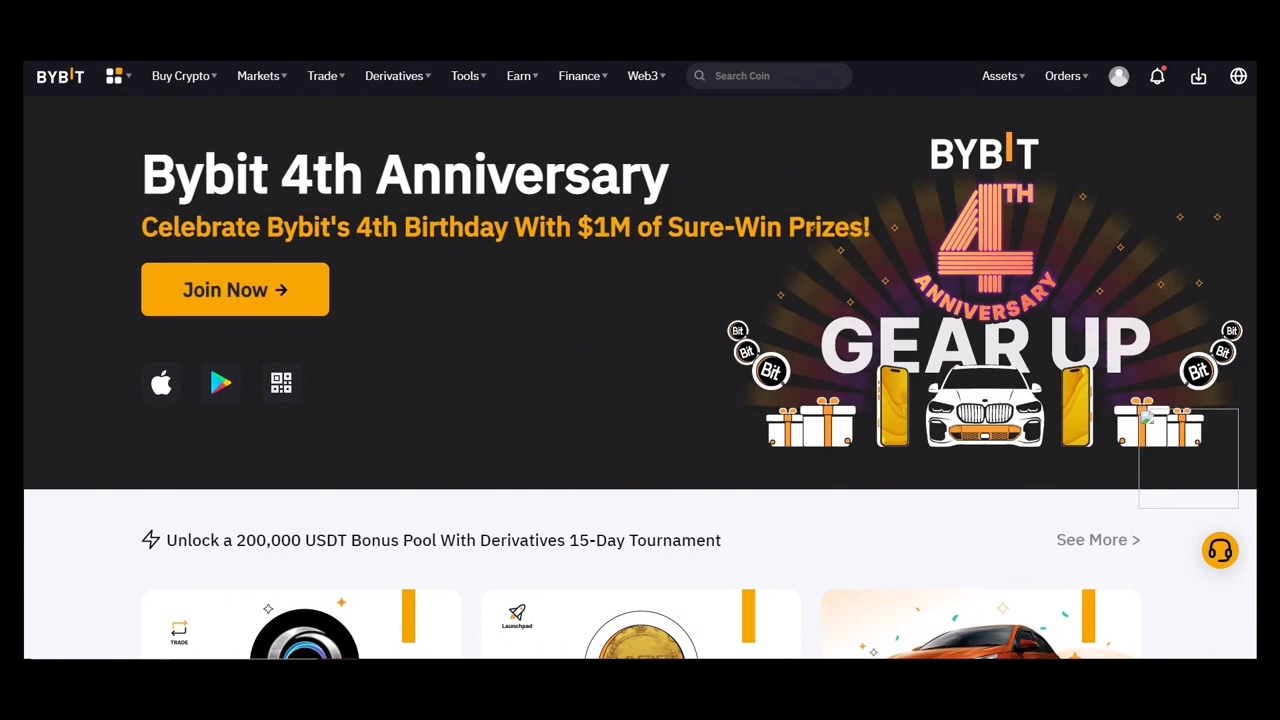 BYBIT
Buy Crypto
Markets
Trade
Derivatives
Tools
Earn
Finance
Web3
Search Coin
Assets
Orders
Bybit 4th Anniversary
Celebrate Bybit's 4th Birthday With $1M of Sure-Win Prizes!
Join Now →
BYBIT
4TH
ANNIVERSARY
GEAR UP
Bit
Bit
Bit
Bit
Bit
Bit
Unlock a 200,000 USDT Bonus Pool With Derivatives 15-Day Tournament
See More >
TRADE
Launchpad